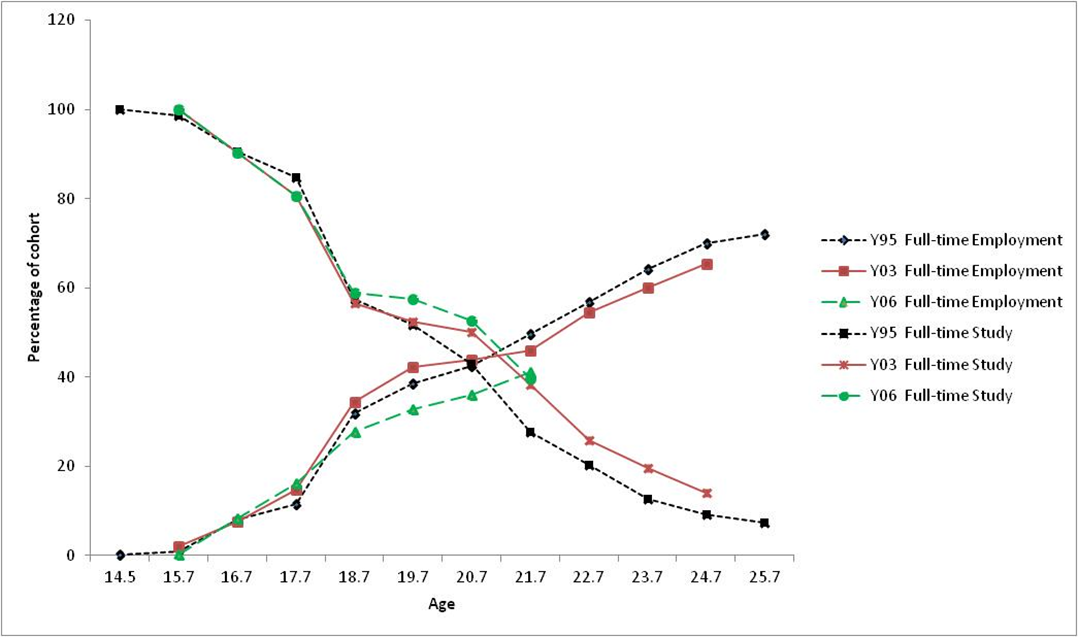 120
100
80
60
40
20
0
Percentage of cohort
14.5 15.7 16.7 17.7 18.7 19.7 20.7 21.7 22.7 23.7 24.7 25.7
Age
Y95 Full-time Employment
Y03 Full-time Employment
Y06 Full-time Employment
Y95 Full-time Study
Y03 Full-time Study
Y06 Full-time Study